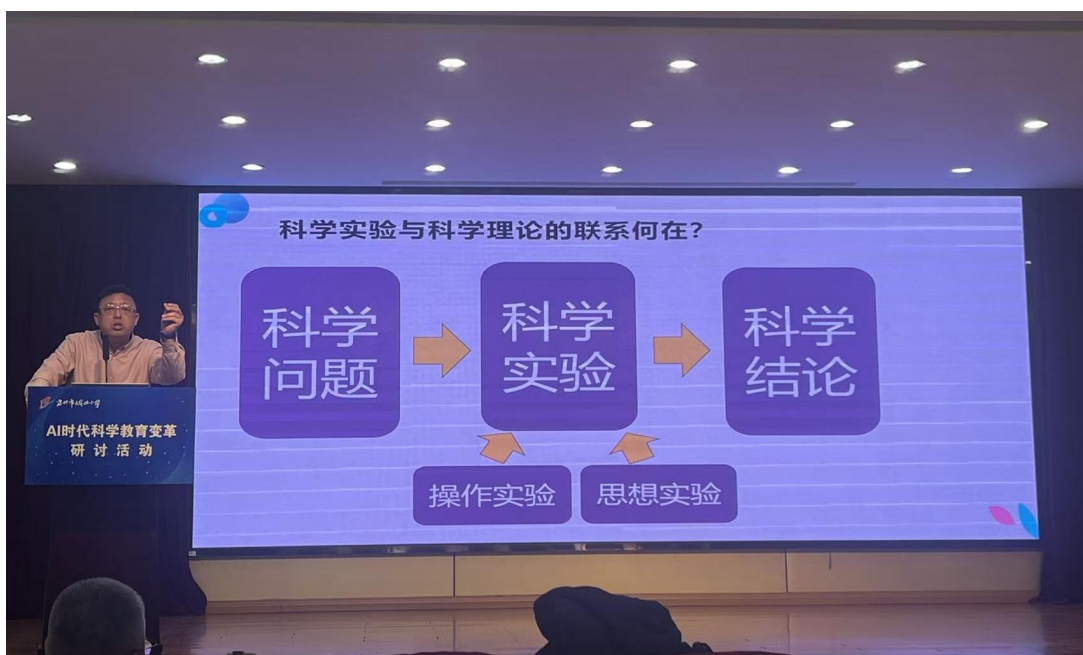 科学实验与科学理论的联系何在?
科学
问题
科学
实验
科学
结论
操作实验
思想实验
AI时代科学教育变革
研讨活动